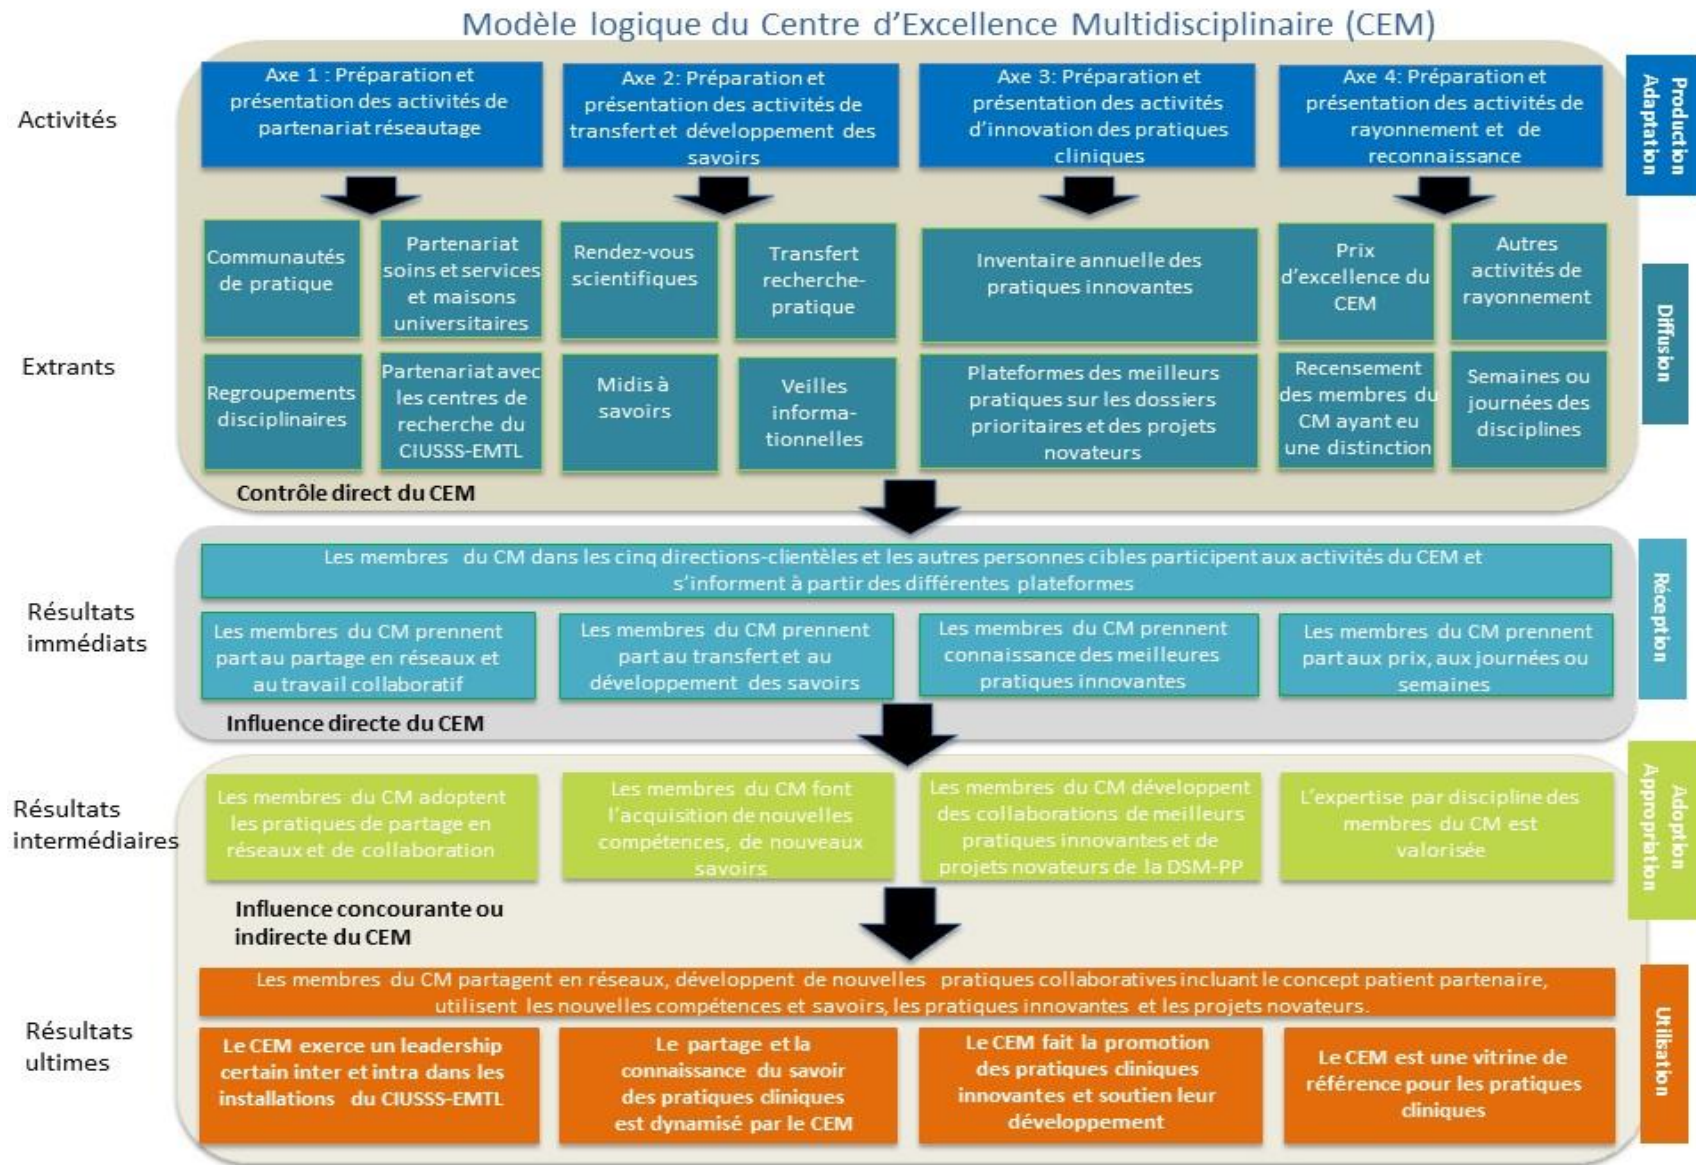 Modèle logique du Centre d'Excellence Multidisciplinaire (CEM)
Activités
Axe 1 : Préparation et
présentation des activités de
partenariat réseautage
Axe 2: Préparation et
présentation des activités de
transfert et développement des
savoirs
Axe 3: Préparation et
présentation des activités
d'innovation des pratiques
cliniques
Axe 4: Préparation et
présentation des activités de
rayonnement et de
reconnaissance
Production
Adaptation
Extrants
Communautés
de pratique
Partenariat
soins et services
et maisons
universitaires
Rendez-vous
scientifiques
Transfert
recherche-
pratique
Inventaire annuelle des
pratiques innovantes
Prix
d'excellence du
CEM
Autres
activités de
rayonnement
Diffusion
Regroupements
disciplinaires
Partenariat avec
les centres de
recherche du
CIUSSS-EMTL
Midis à
savoirs
Veilles
informa-
tionnelles
Plateformes des meilleurs
pratiques sur les dossiers
prioritaires et des projets
novateurs
Recensement
des membres du
CM ayant eu
une distinction
Semaines ou
journées des
disciplines
Contrôle direct du CEM
Résultats
immédiats
Les membres du CM dans les cinq directions-clientèles et les autres personnes cibles participent aux activités du CEM et
s'informent à partir des différentes plateformes
Réception
Les membres du CM prennent
part au partage en réseaux et
au travail collaboratif
Les membres du CM prennent
part au transfert et au
développement des savoirs
Les membres du CM prennent
connaissance des meilleures
pratiques innovantes
Les membres du CM prennent
part aux prix, aux journées ou
semaines
Influence directe du CEM
Résultats
intermédiaires
Les membres du CM adoptent
les pratiques de partage en
réseaux et de collaboration
Les membres du CM font
l'acquisition de nouvelles
compétences, de nouveaux
savoirs
Les membres du CM développent
des collaborations de meilleurs
pratiques innovantes et de
projets novateurs de la DSM-PP
L'expertise par discipline des
membres du CM est
valorisée
Adoption
Appropriation
Influence concourante ou
indirecte du CEM
Résultats
ultimes
Les membres du CM partagent en réseaux, développent de nouvelles pratiques collaboratives incluant le concept patient partenaire,
utilisent les nouvelles compétences et savoirs, les pratiques innovantes et les projets novateurs.
Utilisation
Le CEM exerce un leadership
certain inter et intra dans les
installations du CIUSSS-EMTL
Le partage et la
connaissance du savoir
des pratiques cliniques
est dynamisé par le CEM
Le CEM fait la promotion
des pratiques cliniques
innovantes et soutien leur
développement
Le CEM est une vitrine de
référence pour les pratiques
cliniques